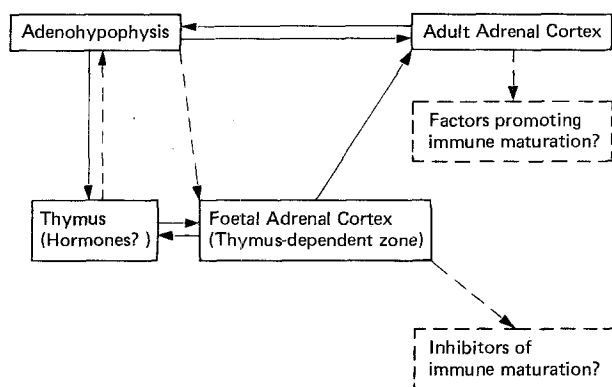 Adenohypophysis
Adult Adrenal Cortex
Factors promoting
immune maturation?
Thymus
(Hormones? )
Foetal Adrenal Cortex
(Thymus-dependent zone)
Inhibitors of
immune maturation?